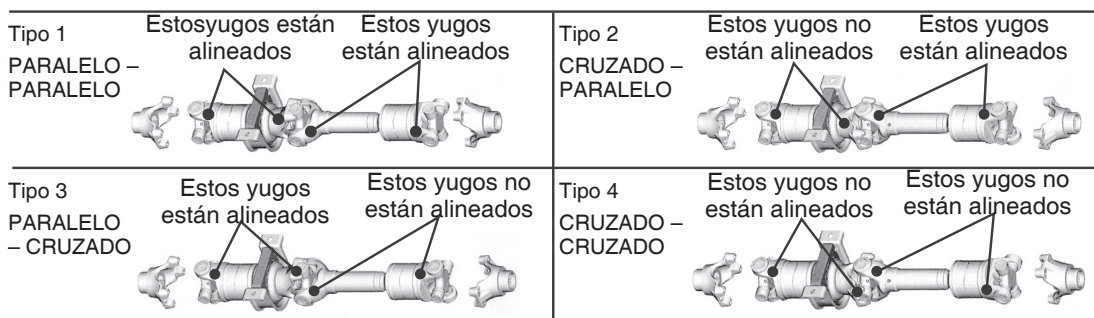 Tipo 1
PARALELO –
PARALELO
Estosyugos están
alineados
Estos yugos
están alineados
Tipo 2
CRUZADO –
PARALELO
Estos yugos no
están alineados
Estos yugos
están alineados
Tipo 3
PARALELO
– CRUZADO
Estos yugos
están alineados
Estos yugos no
están alineados
Tipo 4
CRUZADO –
CRUZADO
Estos yugos no
están alineados
Estos yugos no
están alineados